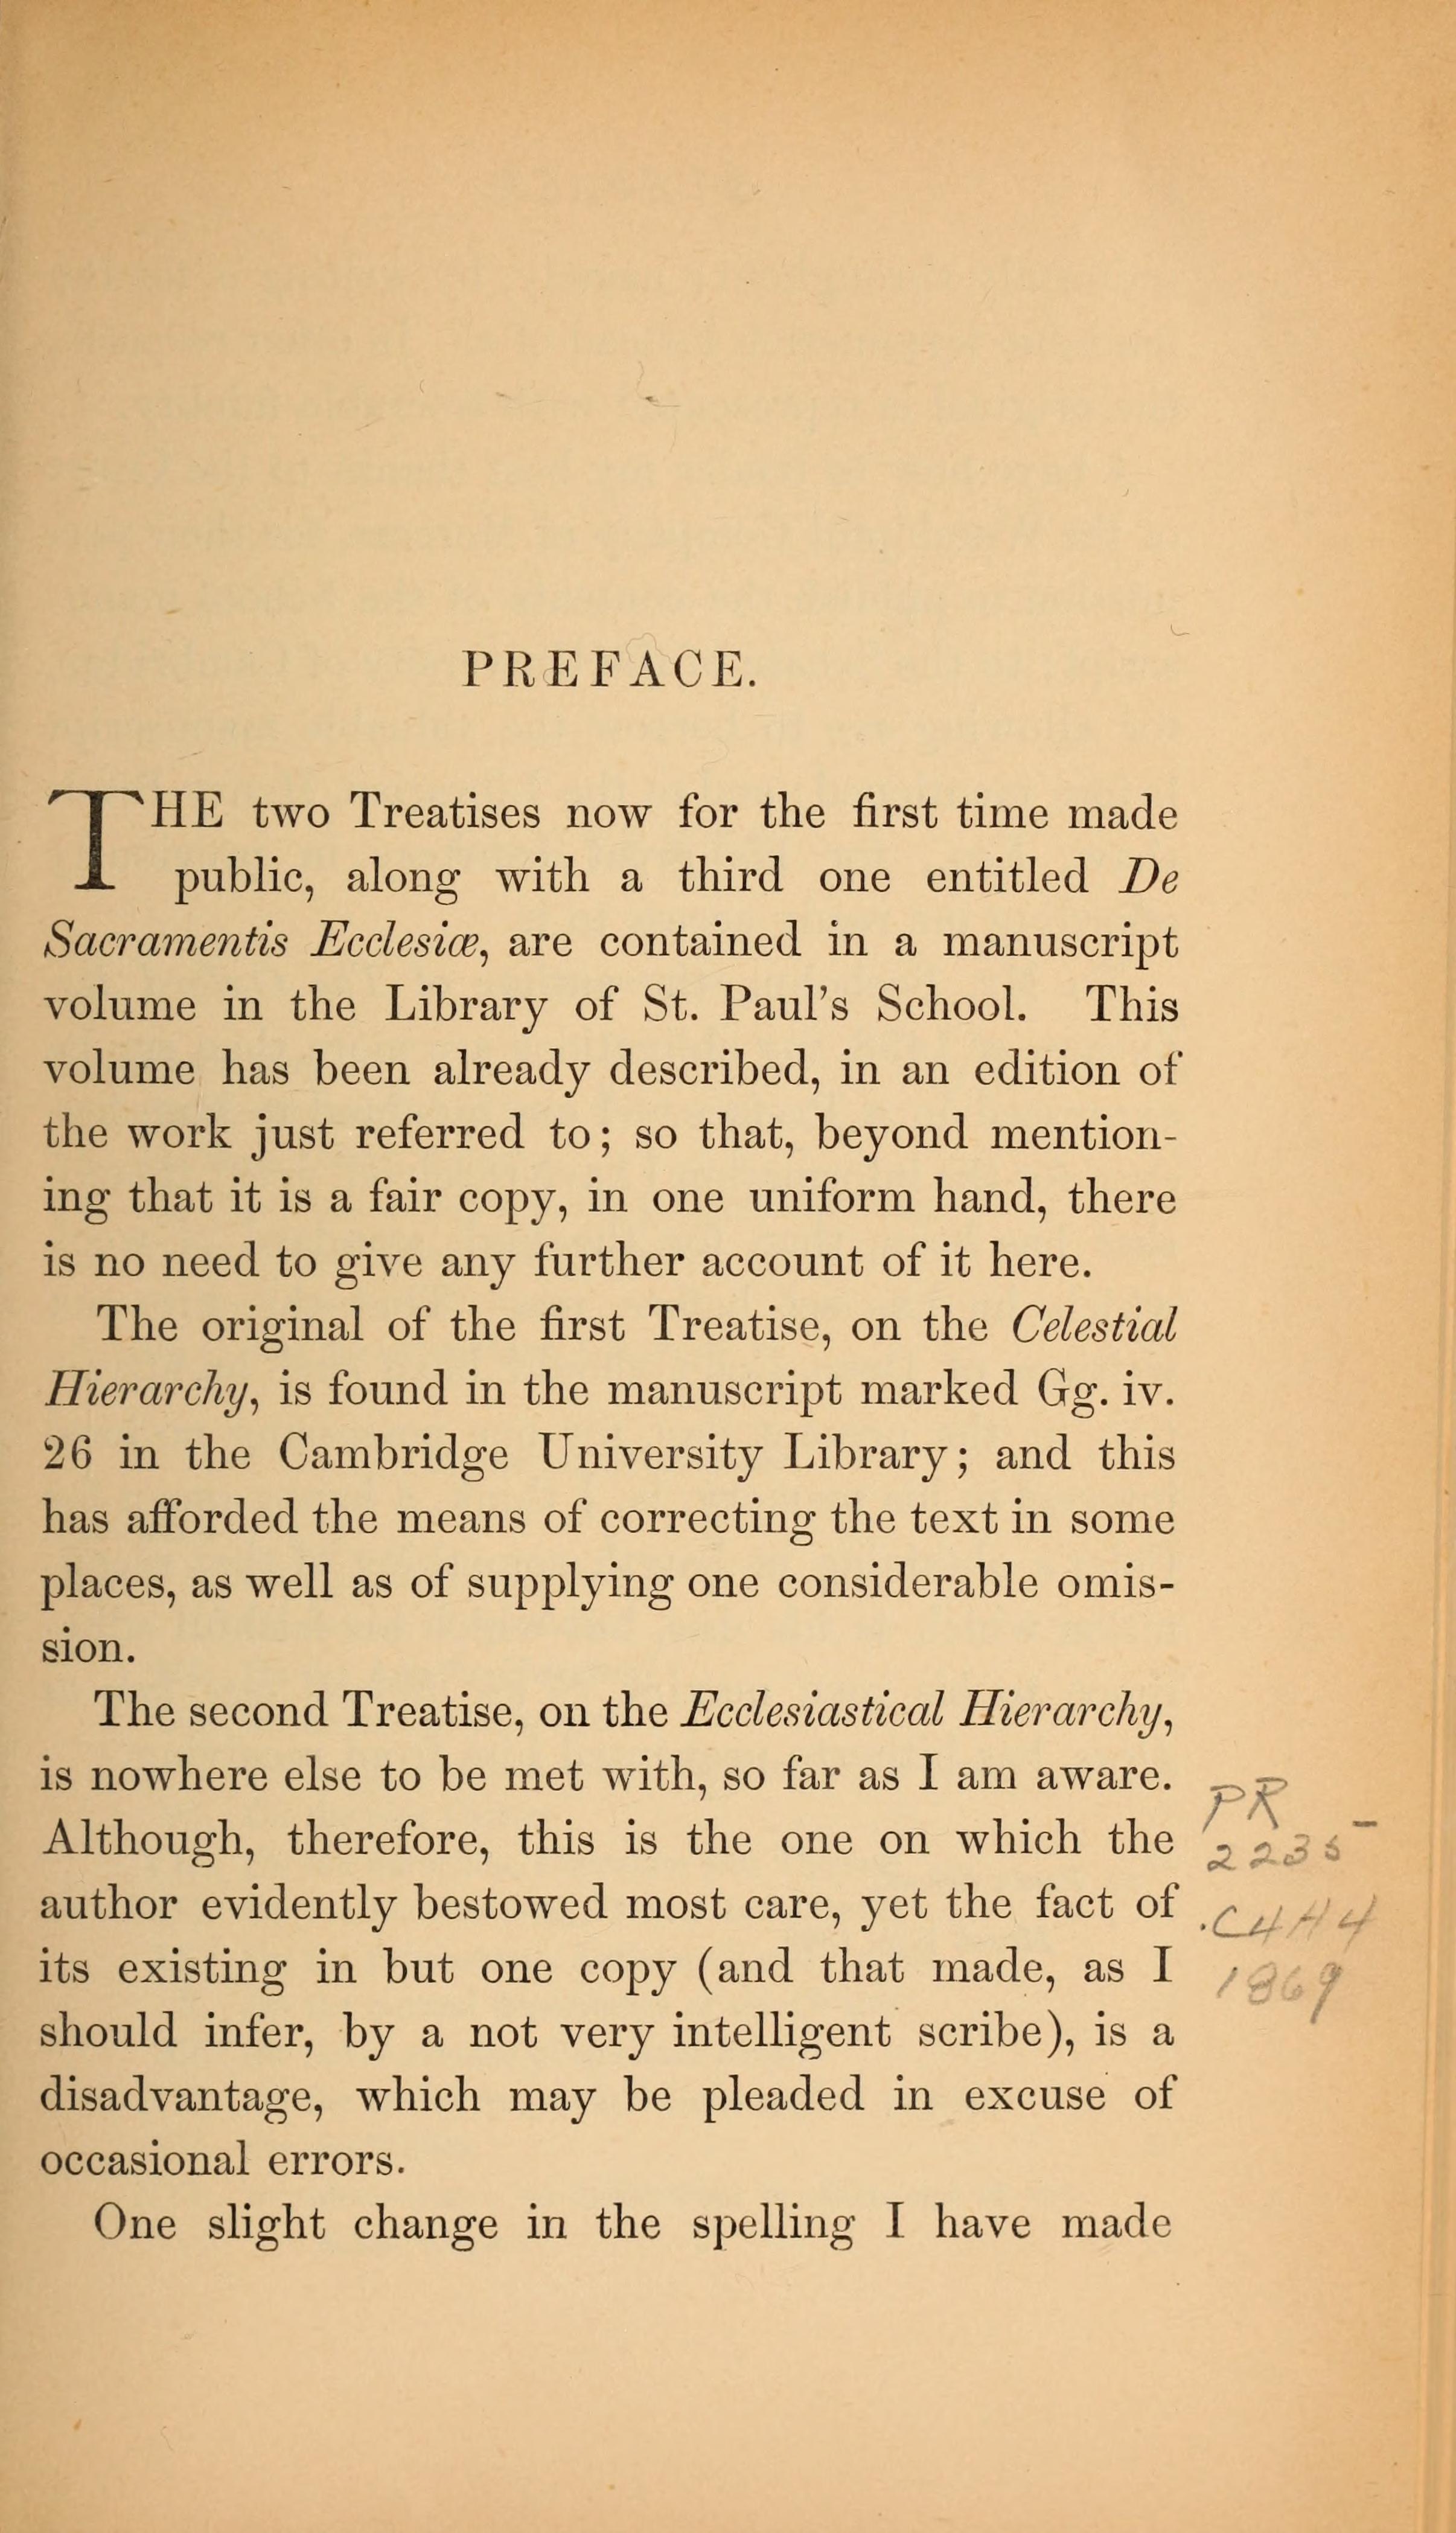 PREFACE.
THE two Treatises now for the first time made
public, along with a third one entitled De
Sacramentis Ecclesiæ, are contained in a manuscript
volume in the Library of St. Paul's School. This
volume has been already described, in an edition of
the work just referred to; so that, beyond mention-
ing that it is a fair copy, in one uniform hand, there
is no need to give any further account of it here.
The original of the first Treatise, on the Celestial
Hierarchy, is found in the manuscript marked Gg. iv.
26 in the Cambridge University Library; and this
has afforded the means of correcting the text in some
places, as well as of supplying one considerable omis-
sion.
The second Treatise, on the Ecclesiastical Hierarchy,
is nowhere else to be met with, so far as I am aware.
Although, therefore, this is the one on which the
author evidently bestowed most care, yet the fact of
its existing in but one copy (and that made, as I
should infer, by a not very intelligent scribe), is a
disadvantage, which may be pleaded in excuse of
occasional errors.
One slight change in the spelling I have made
PR
2235
.C4H4
1869